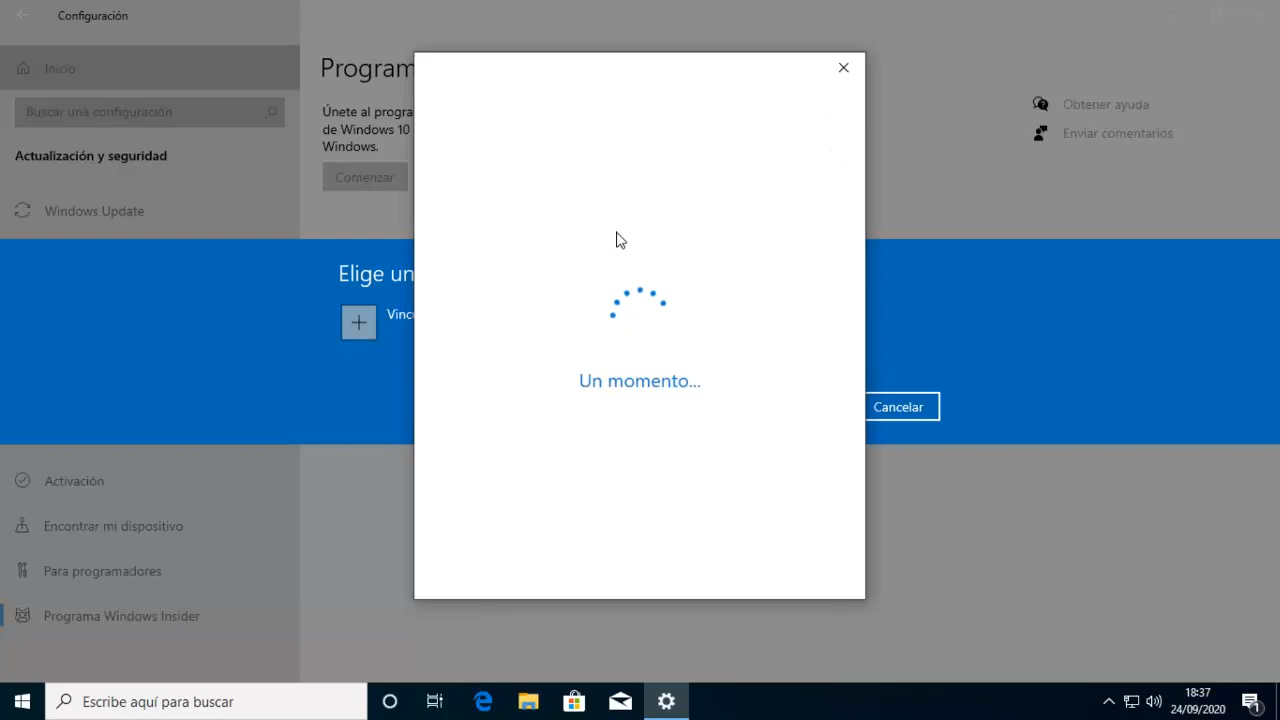 Configuración
Inicio
Buscar una configuración
Actualización y seguridad
Windows Update
Activación
Encontrar mi dispositivo
Para programadores
Programa Windows Insider
Únete al progra
de Windows 10
Windows.
Comenzar
Obtener ayuda
Enviar comentarios
Elige un
Cancelar
Un momento...
Escribe aquí para buscar
18:37
24/09/2020
1